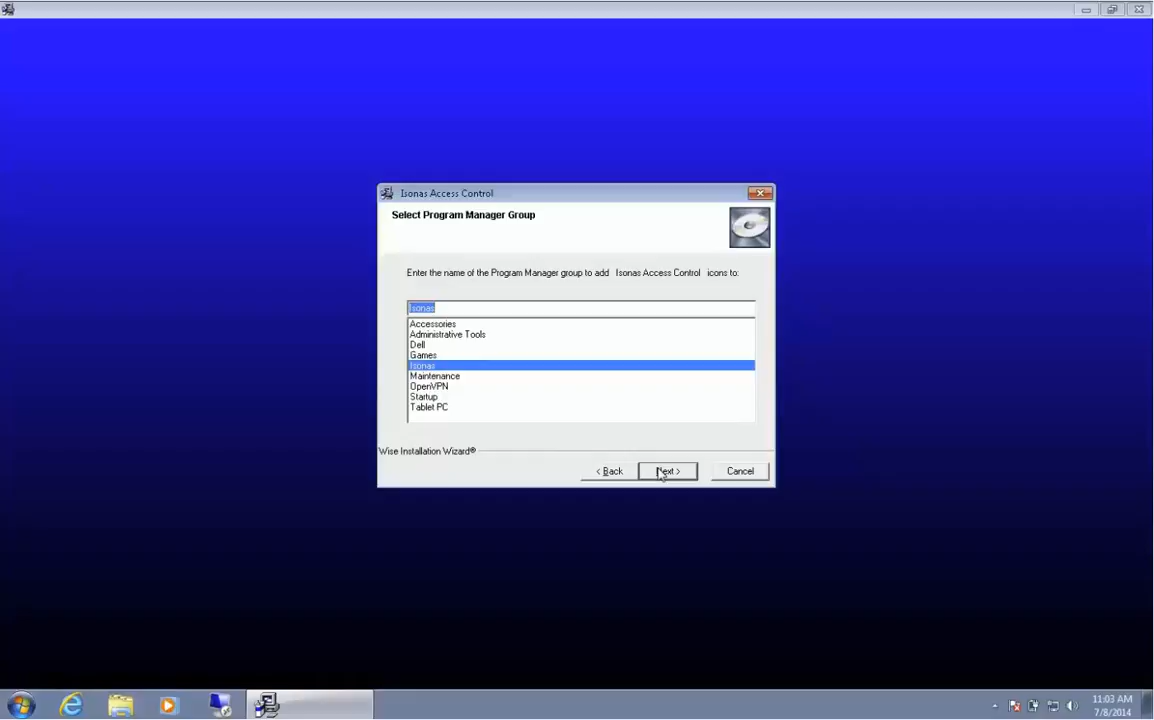 Isonas Access Control
Select Program Manager Group
Enter the name of the Program Manager group to add Isonas Access Control icons to:
Isonas
Accessories
Administrative Tools
Dell
Games
Isonas
Maintenance
OpenVPN
Startup
Tablet PC
Wise Installation Wizard®
< Back
Next >
Cancel
11:03 AM
7/8/2014